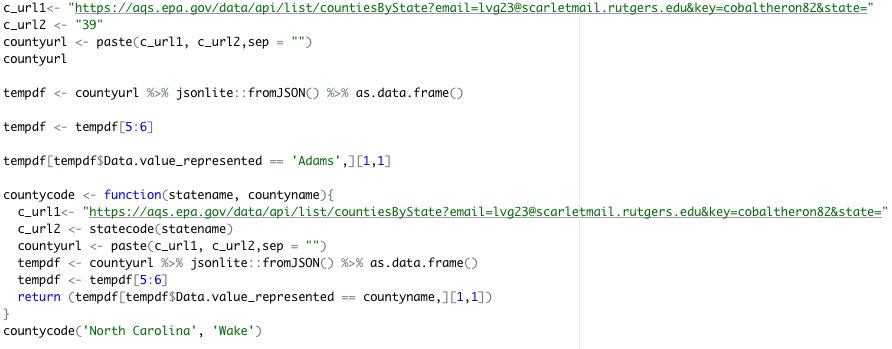 c_url1<- "https://aqs.epa.gov/data/api/list/countiesByState?email=lvg23@scarletmail.rutgers.edu&key=cobaltheron82&state="
c_url2 <- "39"
countyurl <- paste(c_url1, c_url2,sep = "")
countyurl

tempdf <- countyurl %>% jsonlite::fromJSON() %>% as.data.frame()

tempdf <- tempdf[5:6]

tempdf[tempdf$Data.value_represented == 'Adams',][1,1]

countycode <- function(statename, countyname){
  c_url1<- "https://aqs.epa.gov/data/api/list/countiesByState?email=lvg23@scarletmail.rutgers.edu&key=cobaltheron82&state="
  c_url2 <- statecode(statename)
  countyurl <- paste(c_url1, c_url2,sep = "")
  tempdf <- countyurl %>% jsonlite::fromJSON() %>% as.data.frame()
  tempdf <- tempdf[5:6]
  return (tempdf[tempdf$Data.value_represented == countyname,][1,1])
}
countycode('North Carolina', 'Wake')